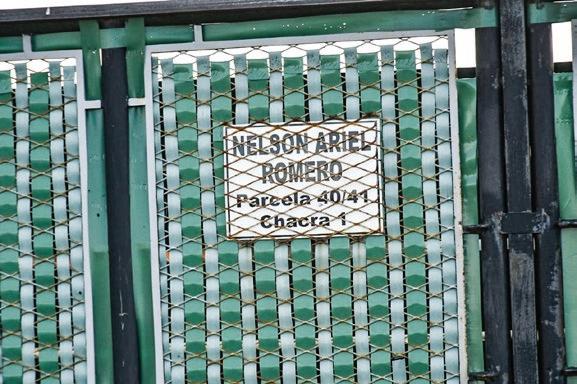 NELSON ARIEL
ROMERO
Parcela 40/41
Chacra 1